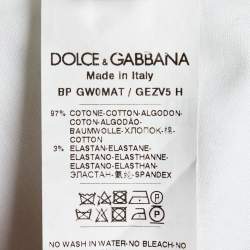 DOLCE & GABBANA
Made in Italy
BP GW0MAT / GEZV5 H
97% COTONE-COTTON-ALGODON-
COTON-ALGODÃO-
BAUMWOLLE-ХЛОПОК-棉-
COTTON
3% ELASTAN-ELASTANE-
ELASTANO-ELASTHANNE-
ELASTANO-ELASTHAN-
ЭЛАСТАН-氨纶-SPANDEX
NO WASH IN WATER-NO BLEACH-NO